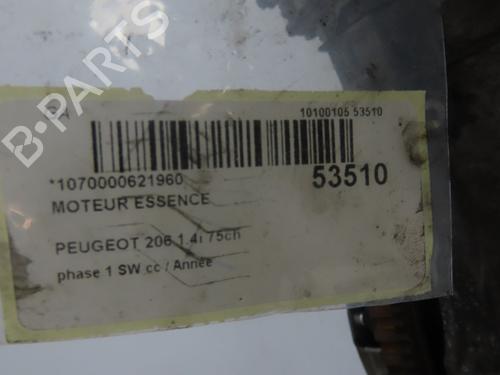 10100105 53510
*1070000621960
53510
MOTEUR ESSENCE
PEUGEOT 206 1.4i 75ch
phase 1 SW cc / Année
B-PARTS